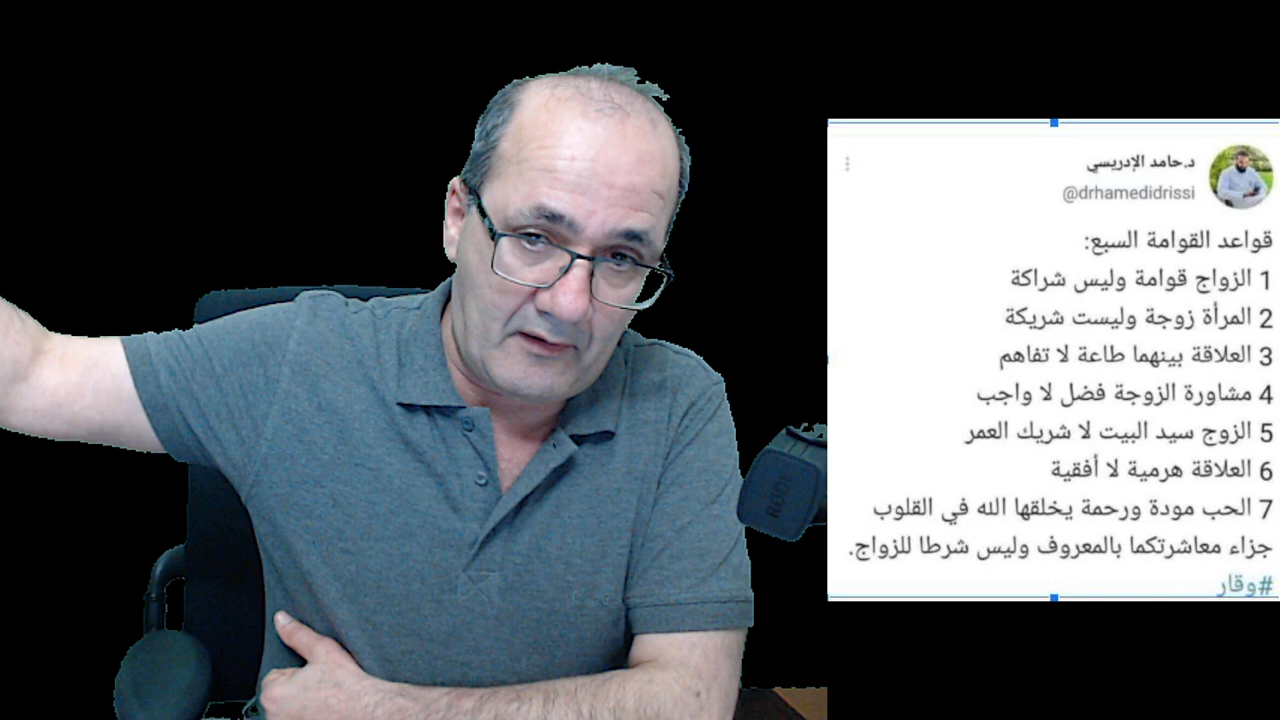 د.حامد الإدريسي
@drhamedidrissi
قواعد القوامة السبع:
1 الزواج قوامة وليس شراكة
2 المرأة زوجة وليست شريكة
3 العلاقة بينهما طاعة لا تفاهم
4 مشاورة الزوجة فضل لا واجب
5 الزوج سيد البيت لا شريك العمر
6 العلاقة هرمية لا أفقية
7 الحب مودة ورحمة يخلقها الله في القلوب
جزاء معاشرتكما بالمعروف وليس شرطا للزواج.
#وقار
RØDE